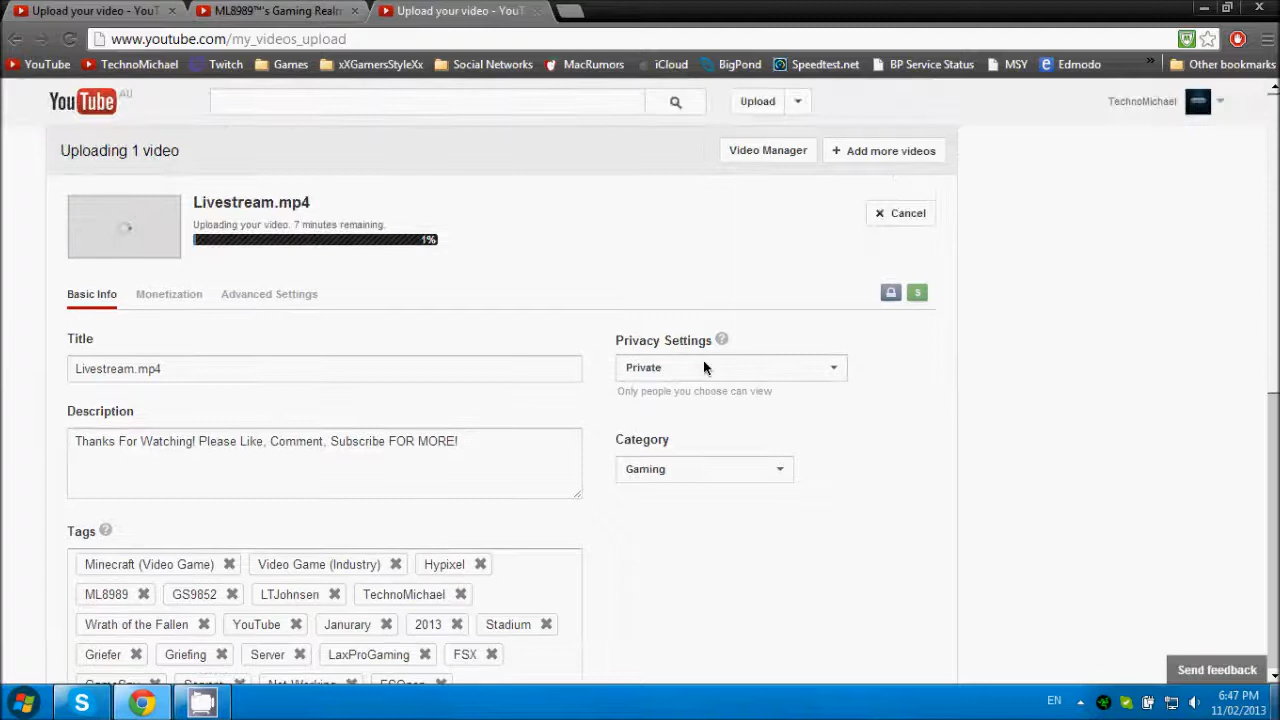 Upload your video - YouT
ML8989™'s Gaming Realm
Upload your video - YouT
www.youtube.com/my_videos_upload
YouTube TechnoMichael Twitch Games xXGamersStyleXx Social Networks MacRumors iCloud BigPond Speedtest.net BP Service Status MSY Edmodo » Other bookmarks
YouTube AU Upload TechnoMichael
Uploading 1 video Video Manager + Add more videos
Livestream.mp4
Uploading your video. 7 minutes remaining.
1%
Cancel
Basic Info Monetization Advanced Settings S
Title
Livestream.mp4
Privacy Settings ?
Private
Only people you choose can view
Description
Thanks For Watching! Please Like, Comment, Subscribe FOR MORE!
Category
Gaming
Tags ?
Minecraft (Video Game) Video Game (Industry) Hypixel
ML8989 GS9852 LTJohnsen TechnoMichael
Wrath of the Fallen YouTube Janurary 2013 Stadium
Griefer Griefing Server LaxProGaming FSX
Send feedback
S EN 6:47 PM
11/02/2013